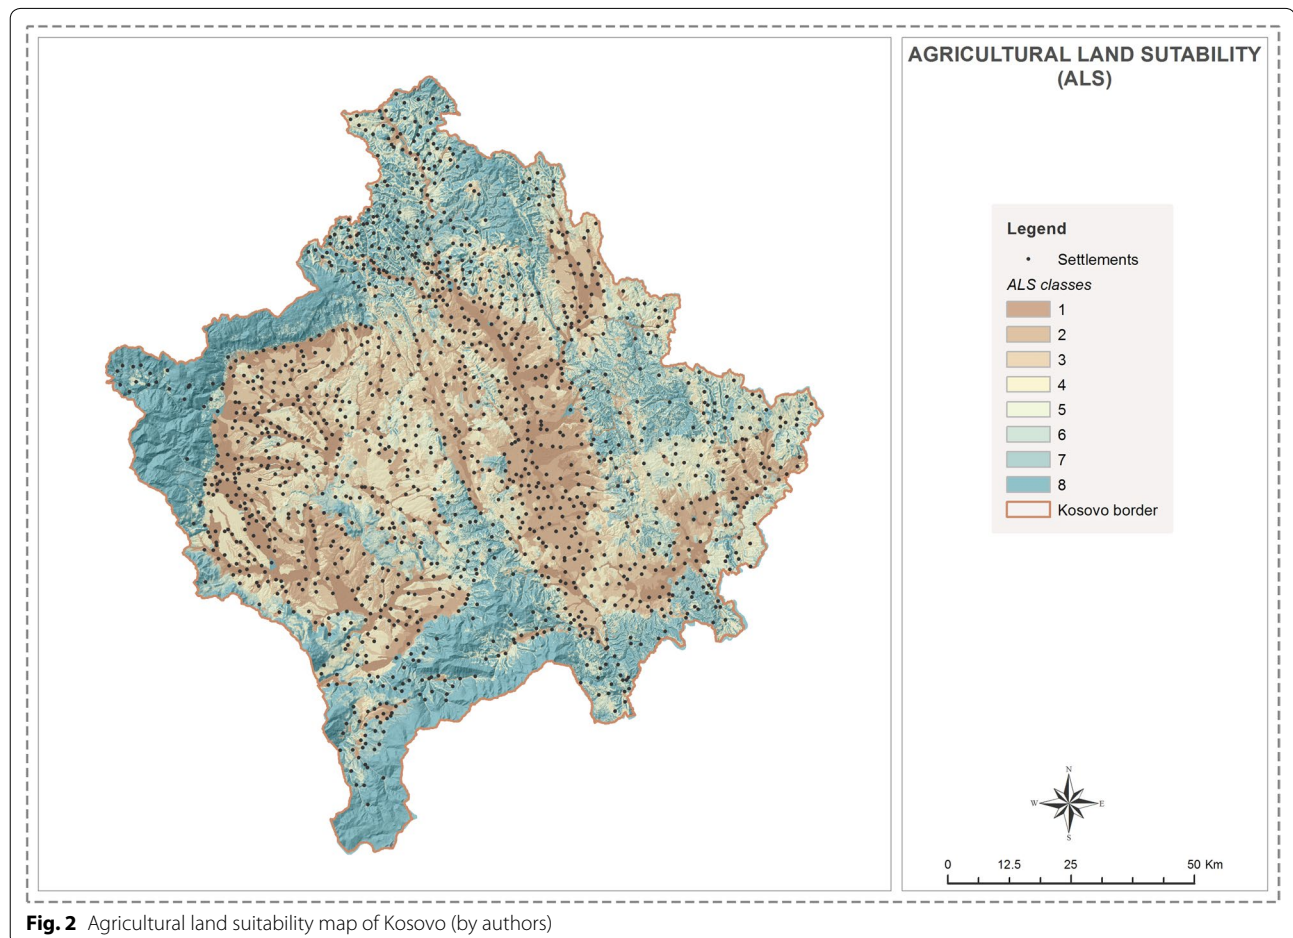 AGRICULTURAL LAND SUTABILITY
(ALS)
Legend
Settlements
ALS classes
1
2
3
4
5
6
7
8
Kosovo border
N
W E
S
0 12.5 25 50 Km
Fig. 2 Agricultural land suitability map of Kosovo (by authors)